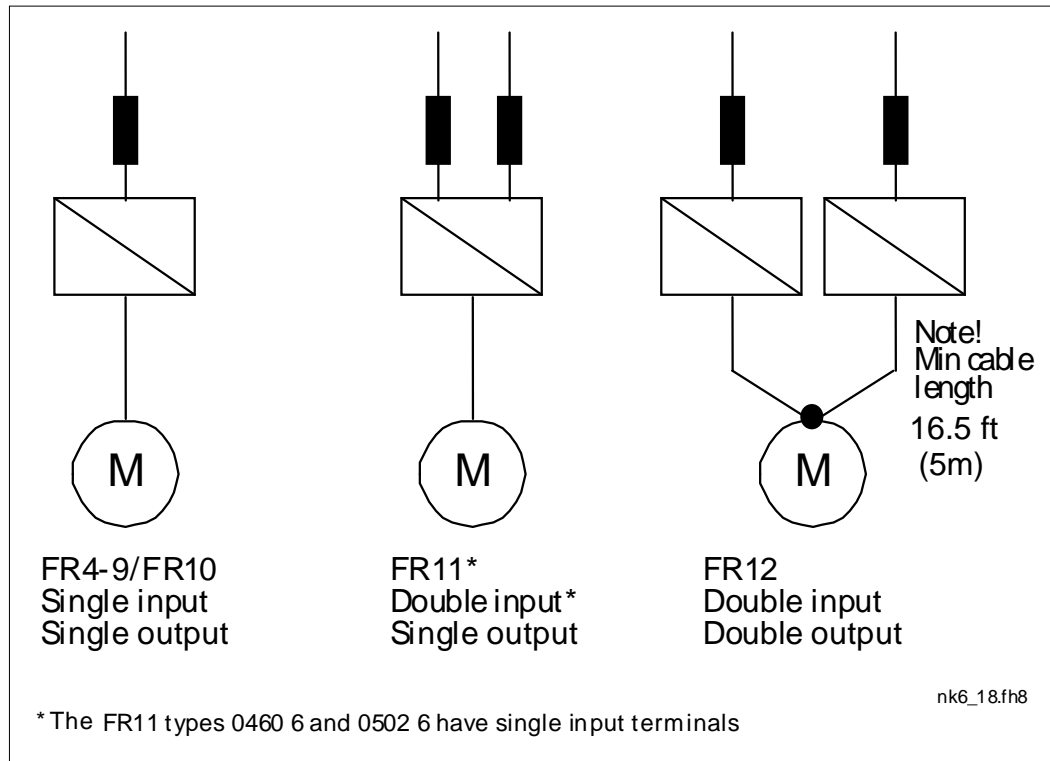 Note!
Min cable
length
16.5 ft
(5m)
M
M
M
FR4-9/FR10
Single input
Single output
FR11*
Double input*
Single output
FR12
Double input
Double output
nk6_18.fh8
* The FR11 types 0460 6 and 0502 6 have single input terminals